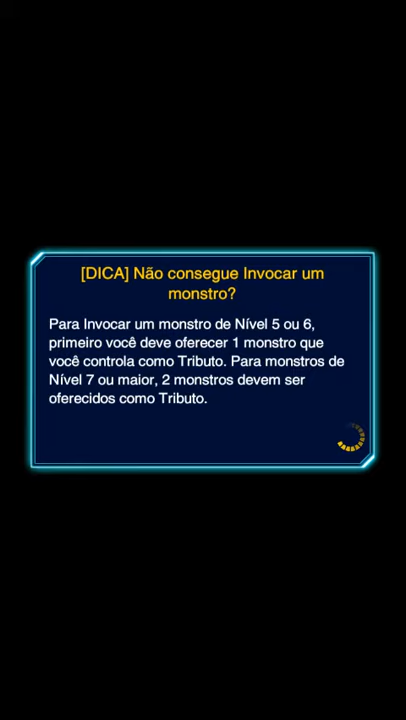 [DICA] Não consegue Invocar um
monstro?
Para Invocar um monstro de Nível 5 ou 6,
primeiro você deve oferecer 1 monstro que
você controla como Tributo. Para monstros de
Nível 7 ou maior, 2 monstros devem ser
oferecidos como Tributo.